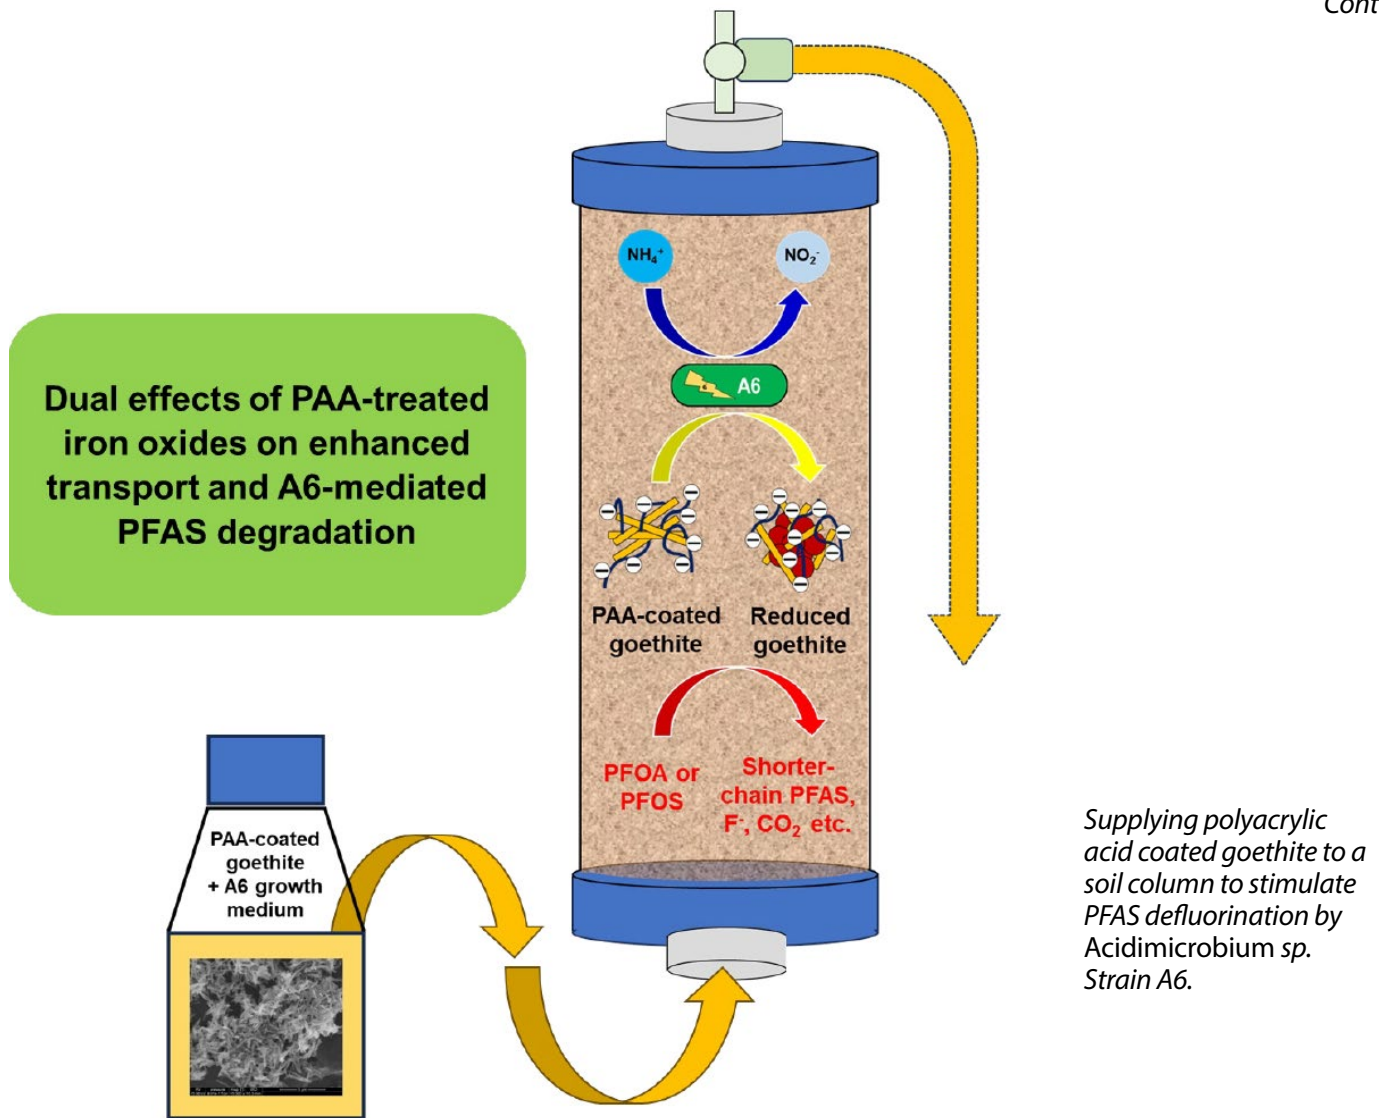 Cont
NH₄⁺
NO₂⁻
A6
Dual effects of PAA-treated
iron oxides on enhanced
transport and A6-mediated
PFAS degradation
PAA-coated
goethite
Reduced
goethite
PFOA or
PFOS
Shorter-
chain PFAS,
F⁻, CO₂ etc.
PAA-coated
goethite
+ A6 growth
medium
Supplying polyacrylic
acid coated goethite to a
soil column to stimulate
PFAS defluorination by
Acidimicrobium sp.
Strain A6.